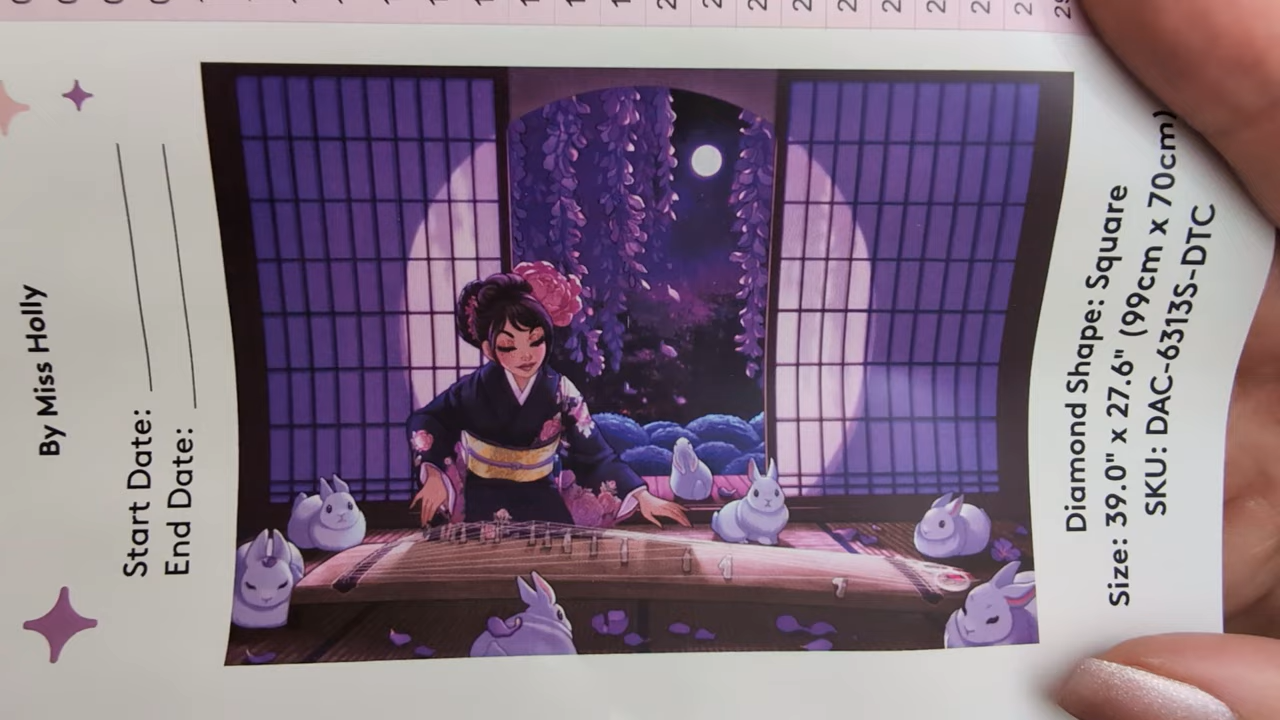 By Miss Holly
Start Date:
End Date:
Diamond Shape: Square
Size: 39.0" x 27.6" (99cm x 70cm)
SKU: DAC-6313S-DTC